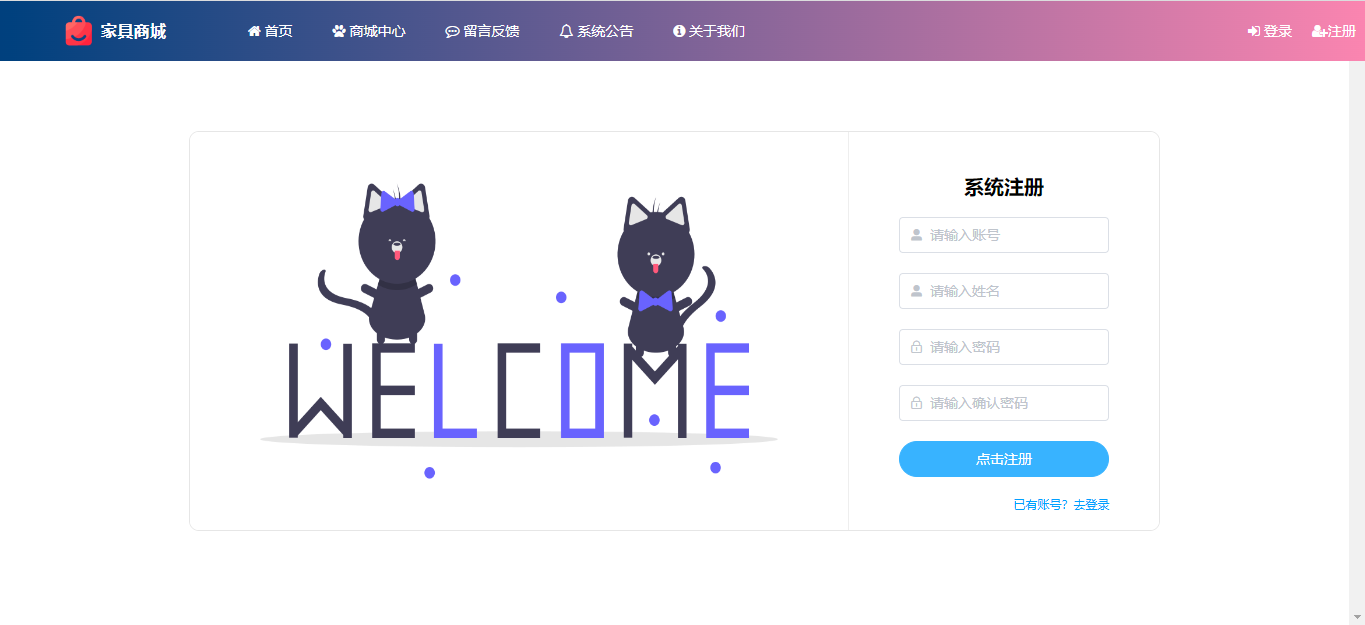 家具商城 首页 商城中心 留言反馈 系统公告 关于我们 登录 注册
系统注册
请输入账号
请输入姓名
请输入密码
请输入确认密码
WELCOME
点击注册
已有账号？去登录